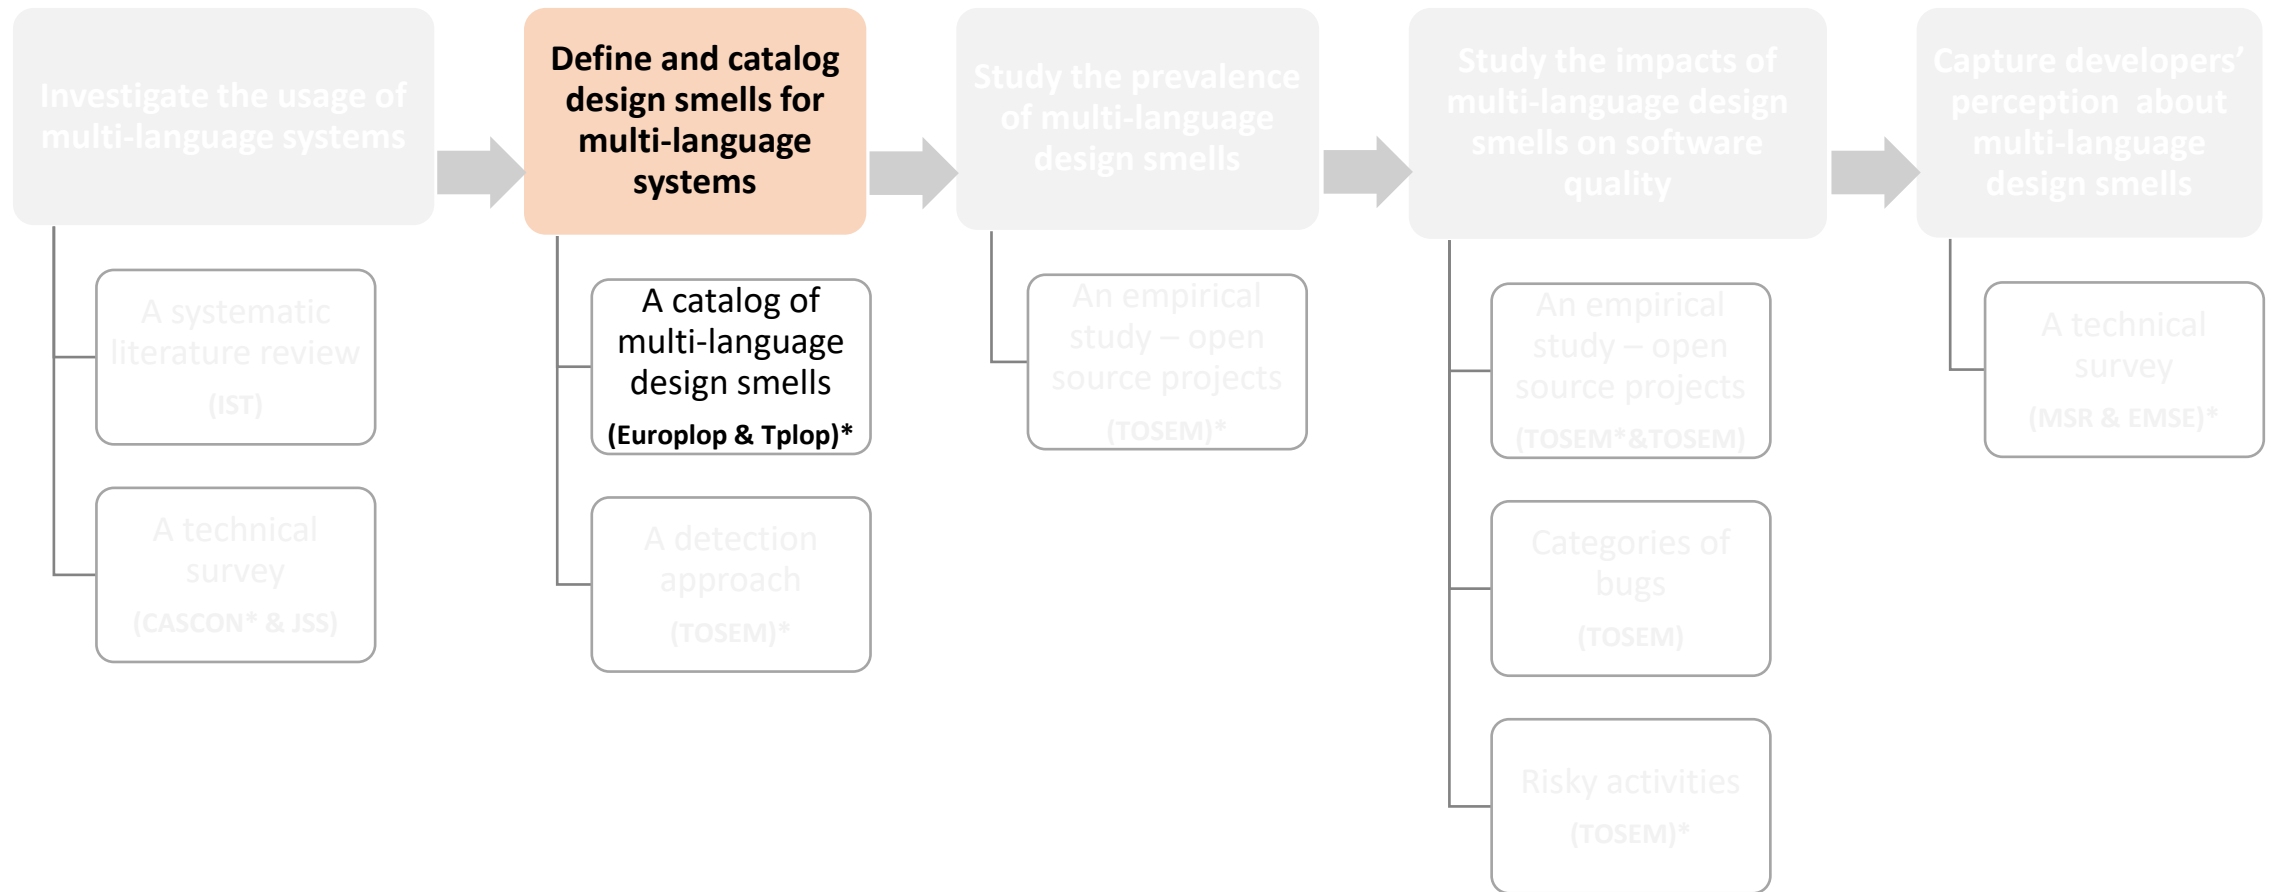 Investigate the usage of
multi-language systems
A systematic
literature review
(IST)
A technical
survey
(CASCON* & JSS)
Define and catalog
design smells for
multi-language
systems
A catalog of
multi-language
design smells
(Europlop & Tplop)*
A detection
approach
(TOSEM)*
Study the prevalence
of multi-language
design smells
An empirical
study – open
source projects
(TOSEM)*
Study the impacts of
multi-language design
smells on software
quality
An empirical
study – open
source projects
(TOSEM*&TOSEM)
Categories of
bugs
(TOSEM)
Risky activities
(TOSEM)*
Capture developers’
perception  about
multi-language
design smells
A technical
survey
(MSR & EMSE)*